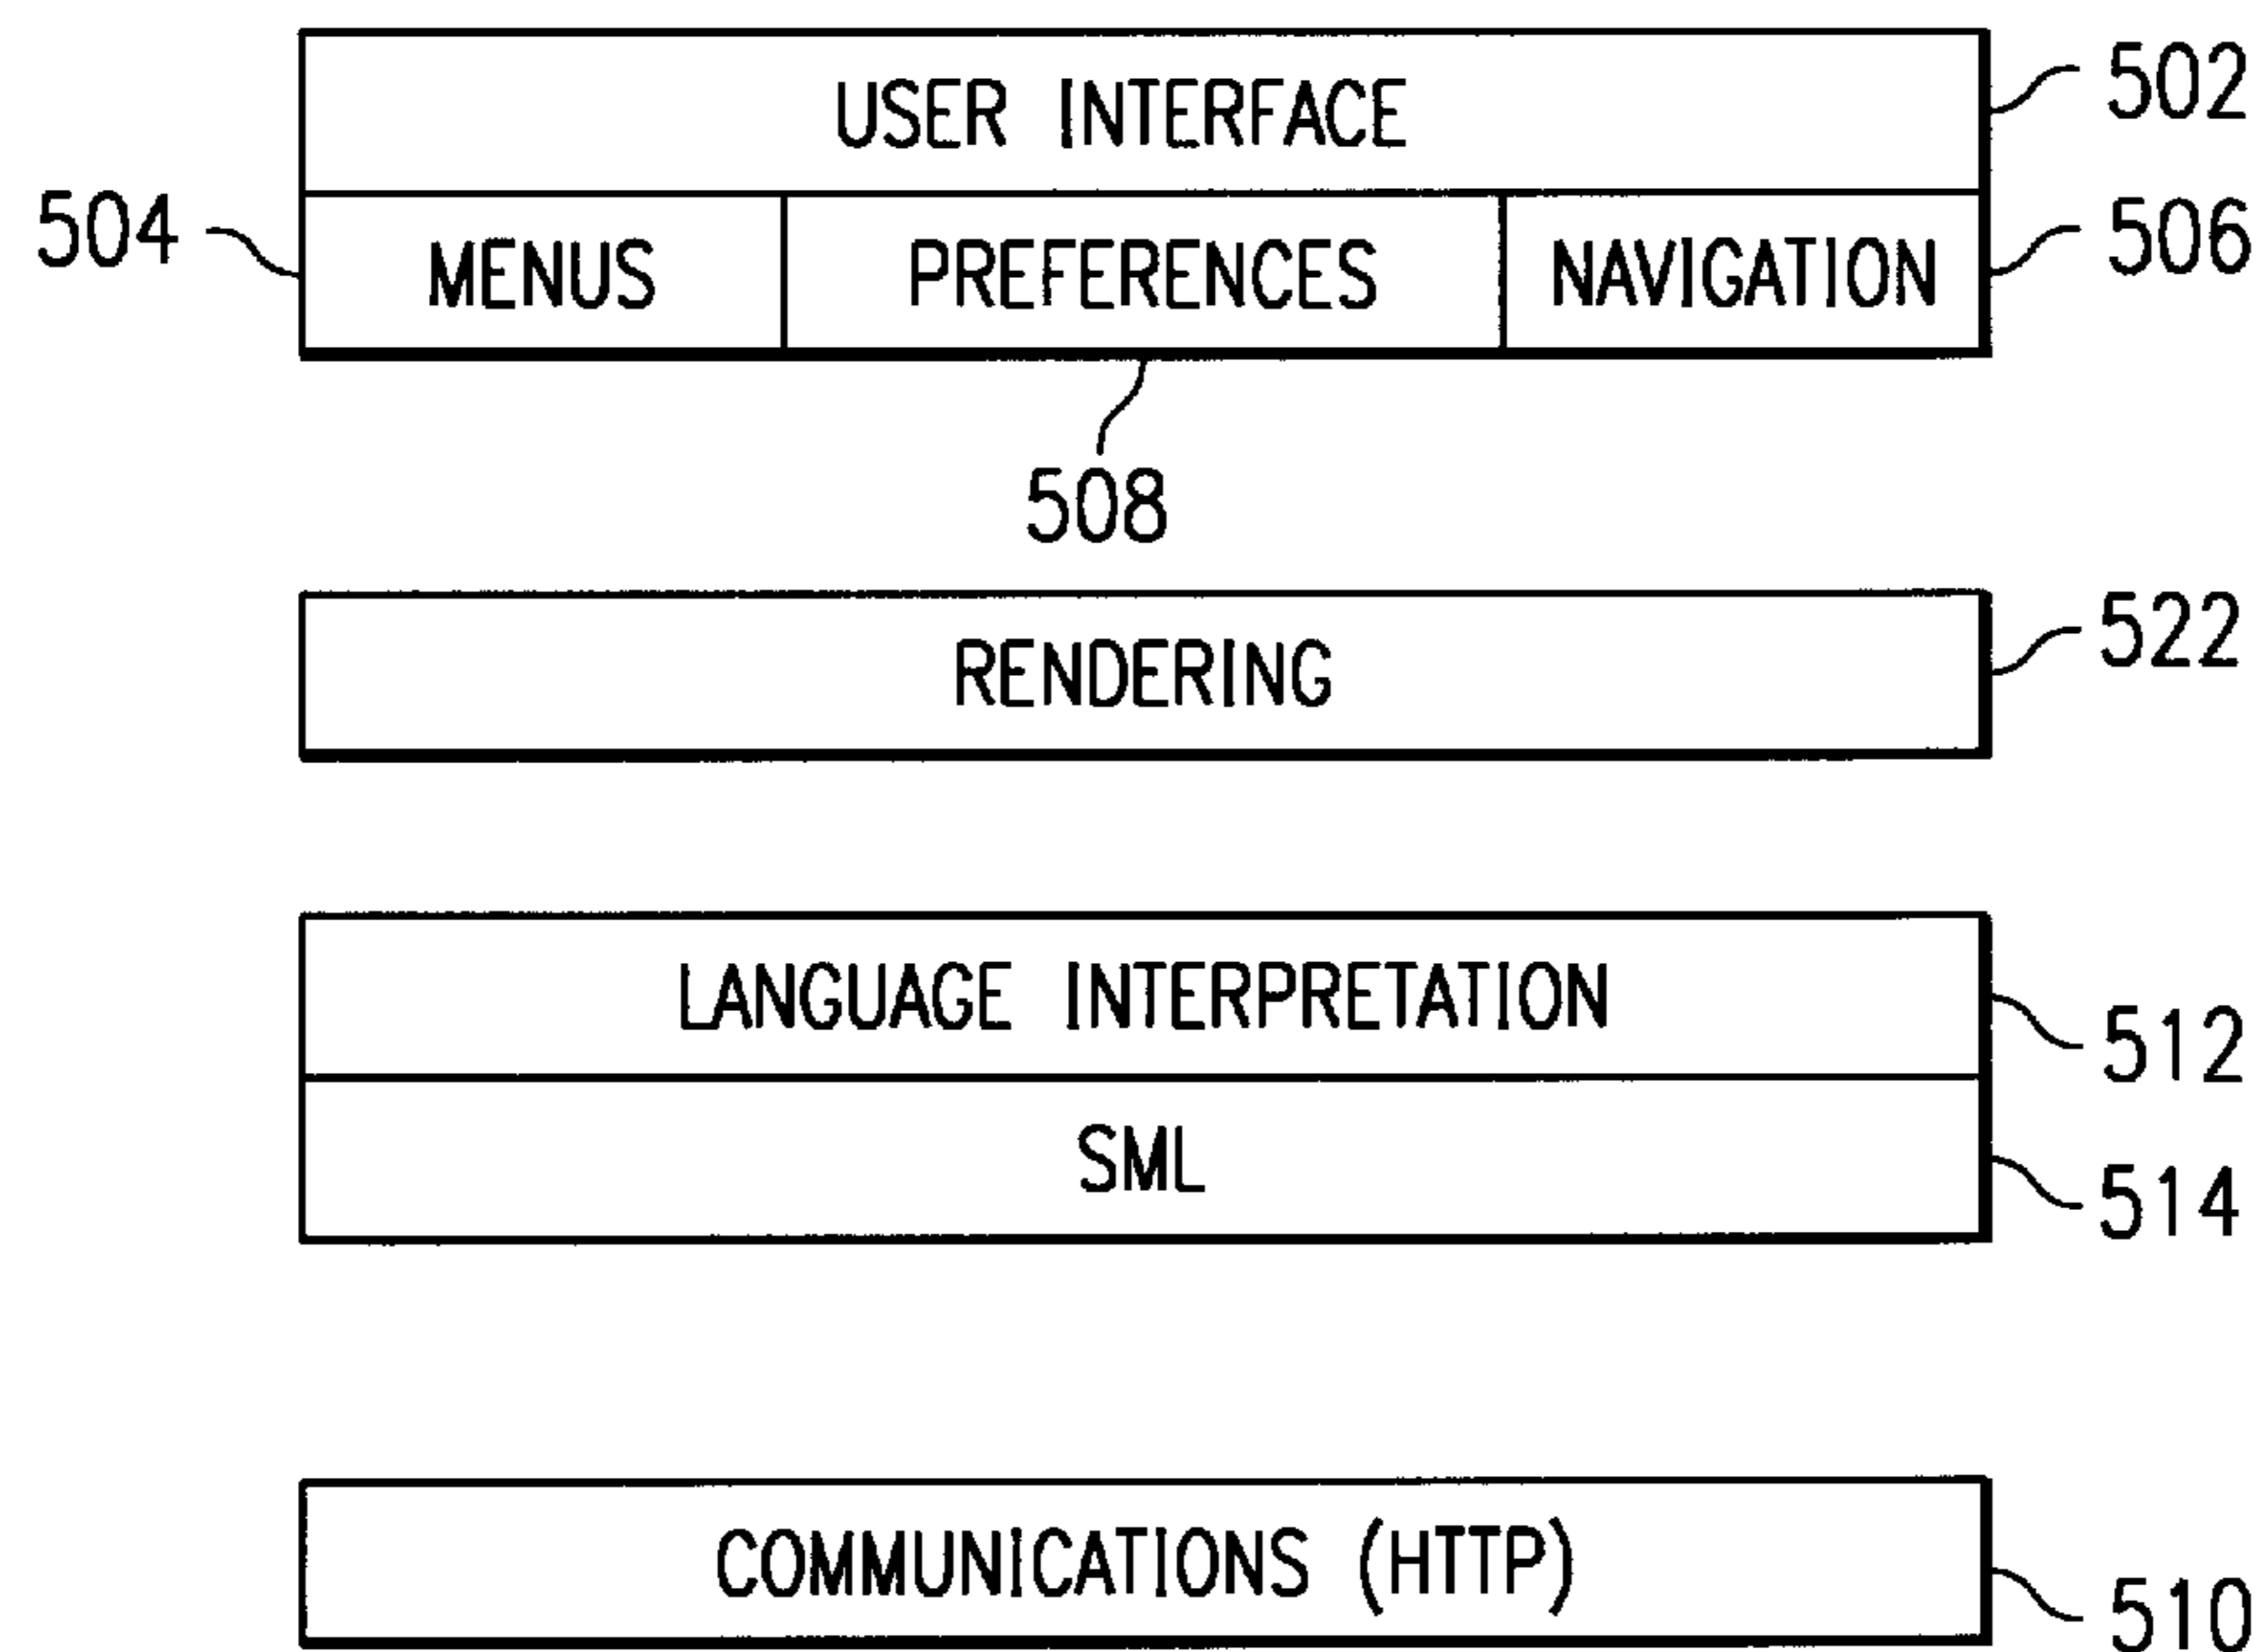 USER INTERFACE 502
504 MENUS PREFERENCES NAVIGATION 506
508
RENDERING 522
LANGUAGE INTERPRETATION 512
SML 514
COMMUNICATIONS (HTTP) 510